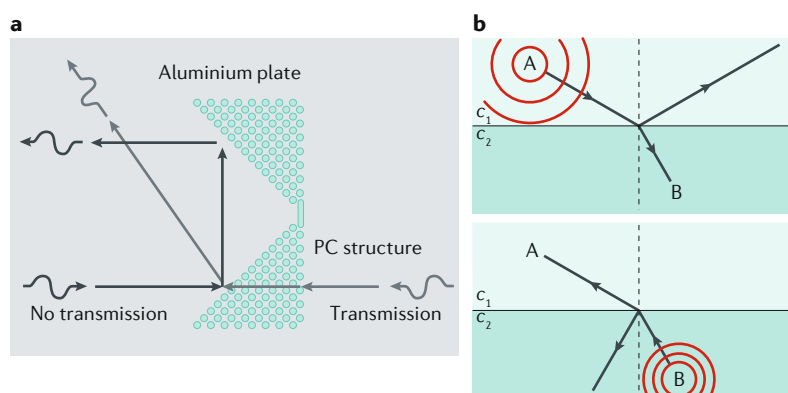 a
Aluminium plate
PC structure
No transmission
Transmission
b
A
c1
c2
B
A
c1
c2
B